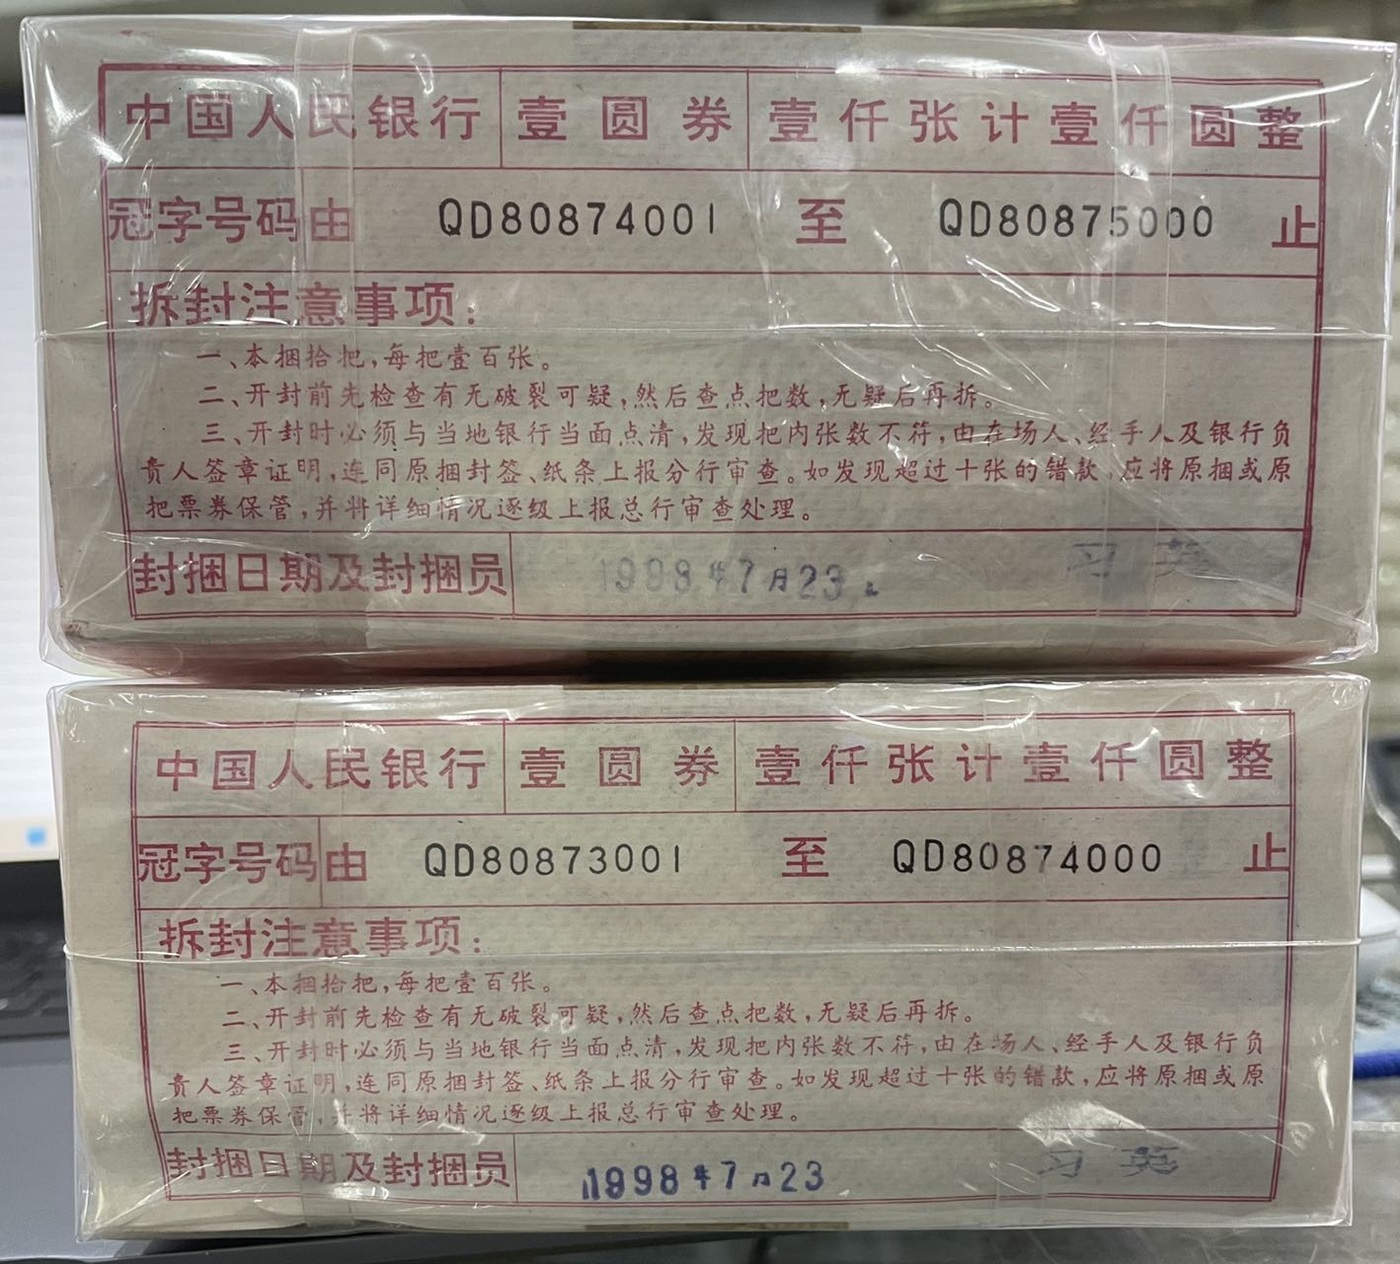 中国人民银行 壹圆券 壹仟张计壹仟圆整
冠字号码由 QD80874001 至 QD80875000 止
拆封注意事项：
一、本捆拾把，每把壹百张。
二、开封前先检查有无破裂可疑，然后查点把数，无疑后再拆。
三、开封时必须与当地银行当面点清，发现把内张数不符，由在场人、经手人及银行负
责人签章证明，连同原捆封签、纸条上报分行审查。如发现超过十张的错款，应将原捆或原
把票券保管，并将详细情况逐级上报总行审查处理。
封捆日期及封捆员 1998年7月23 习英
中国人民银行 壹圆券 壹仟张计壹仟圆整
冠字号码由 QD80873001 至 QD80874000 止
拆封注意事项：
一、本捆拾把，每把壹百张。
二、开封前先检查有无破裂可疑，然后查点把数，无疑后再拆。
三、开封时必须与当地银行当面点清，发现把内张数不符，由在场人、经手人及银行负
责人签章证明，连同原捆封签、纸条上报分行审查。如发现超过十张的错款，应将原捆或原
把票券保管，并将详细情况逐级上报总行审查处理。
封捆日期及封捆员 1998年7月23 习英